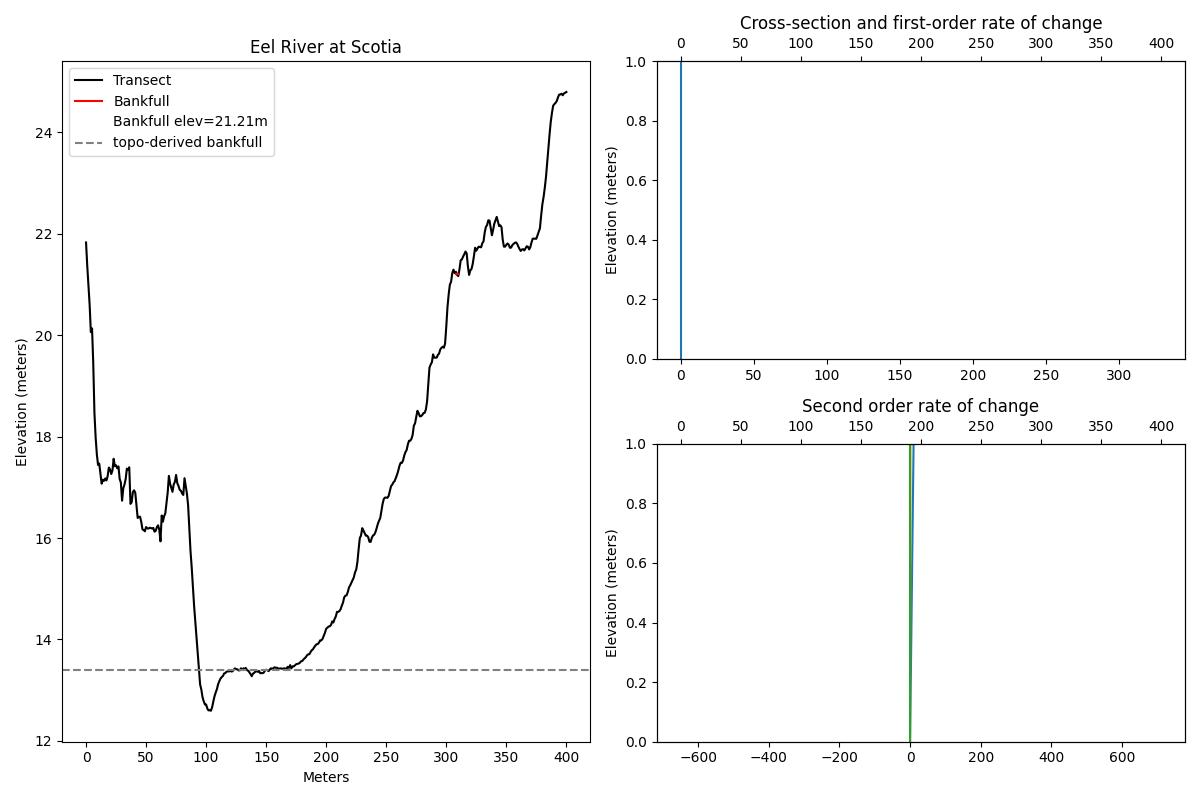 Eel River at Scotia
Transect
Bankfull
Bankfull elev=21.21m
topo-derived bankfull
Elevation (meters)
24
22
20
18
16
14
12
0 50 100 150 200 250 300 350 400
Meters
Cross-section and first-order rate of change
0 50 100 150 200 250 300 350 400
Elevation (meters)
1.0
0.8
0.6
0.4
0.2
0.0
0 50 100 150 200 250 300
Second order rate of change
0 50 100 150 200 250 300 350 400
Elevation (meters)
1.0
0.8
0.6
0.4
0.2
0.0
−600 −400 −200 0 200 400 600